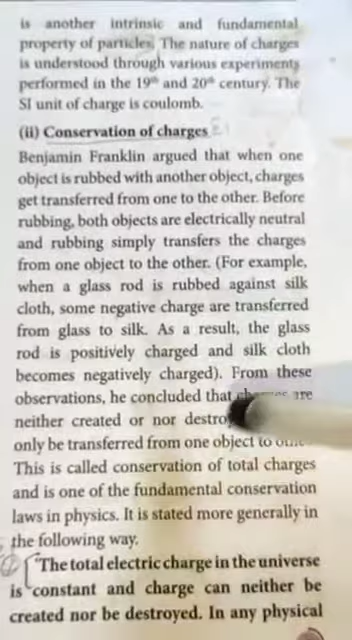 is another intrinsic and fundamental
property of particles. The nature of charges
is understood through various experiments
performed in the 19th and 20th century. The
SI unit of charge is coulomb.
(ii) Conservation of charges
Benjamin Franklin argued that when one
object is rubbed with another object, charges
get transferred from one to the other. Before
rubbing, both objects are electrically neutral
and rubbing simply transfers the charges
from one object to the other. (For example,
when a glass rod is rubbed against silk
cloth, some negative charge are transferred
from glass to silk. As a result, the glass
rod is positively charged and silk cloth
becomes negatively charged). From these
observations, he concluded that are
neither created or nor
only be transferred from one object to
This is called conservation of total charges
and is one of the fundamental conservation
laws in physics. It is stated more generally in
the following way.
The total electric charge in the universe
is constant and charge can neither be
created nor be destroyed. In any physical